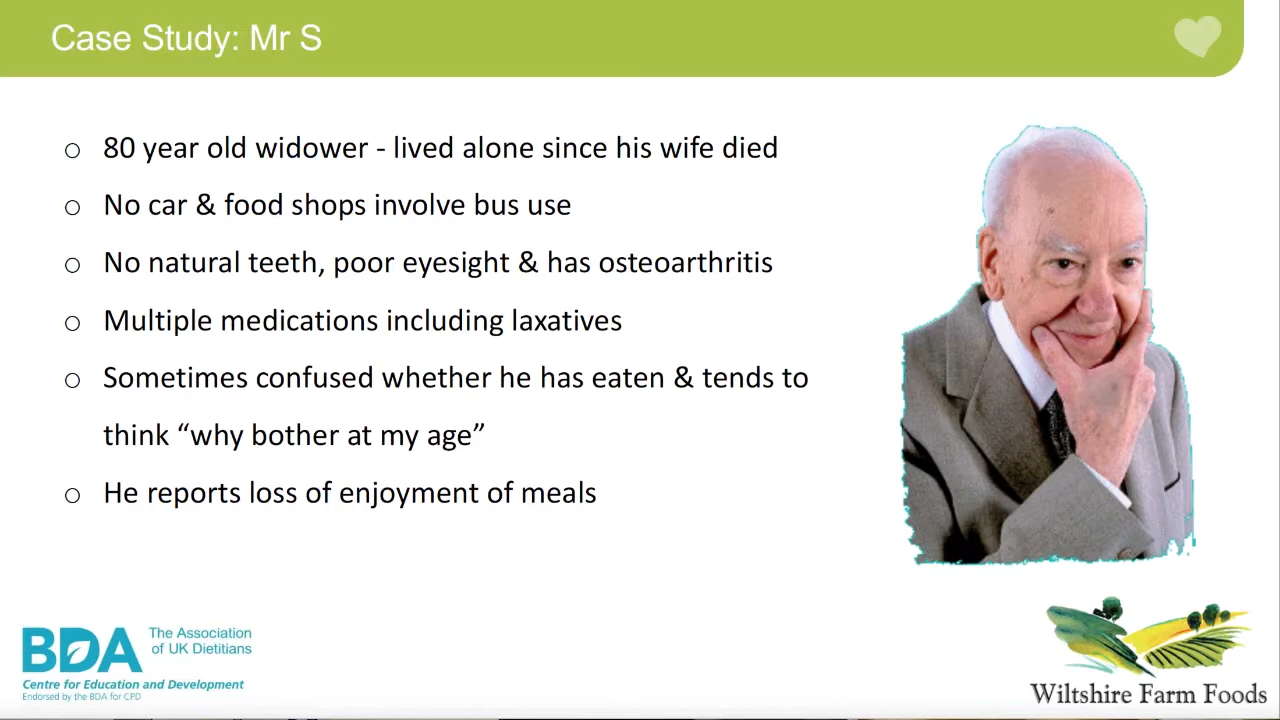 Case Study: Mr S
o 80 year old widower - lived alone since his wife died
o No car & food shops involve bus use
o No natural teeth, poor eyesight & has osteoarthritis
o Multiple medications including laxatives
o Sometimes confused whether he has eaten & tends to
think “why bother at my age”
o He reports loss of enjoyment of meals
BDA The Association
of UK Dietitians
Centre for Education and Development
Endorsed by the BDA for CPD
Wiltshire Farm Foods